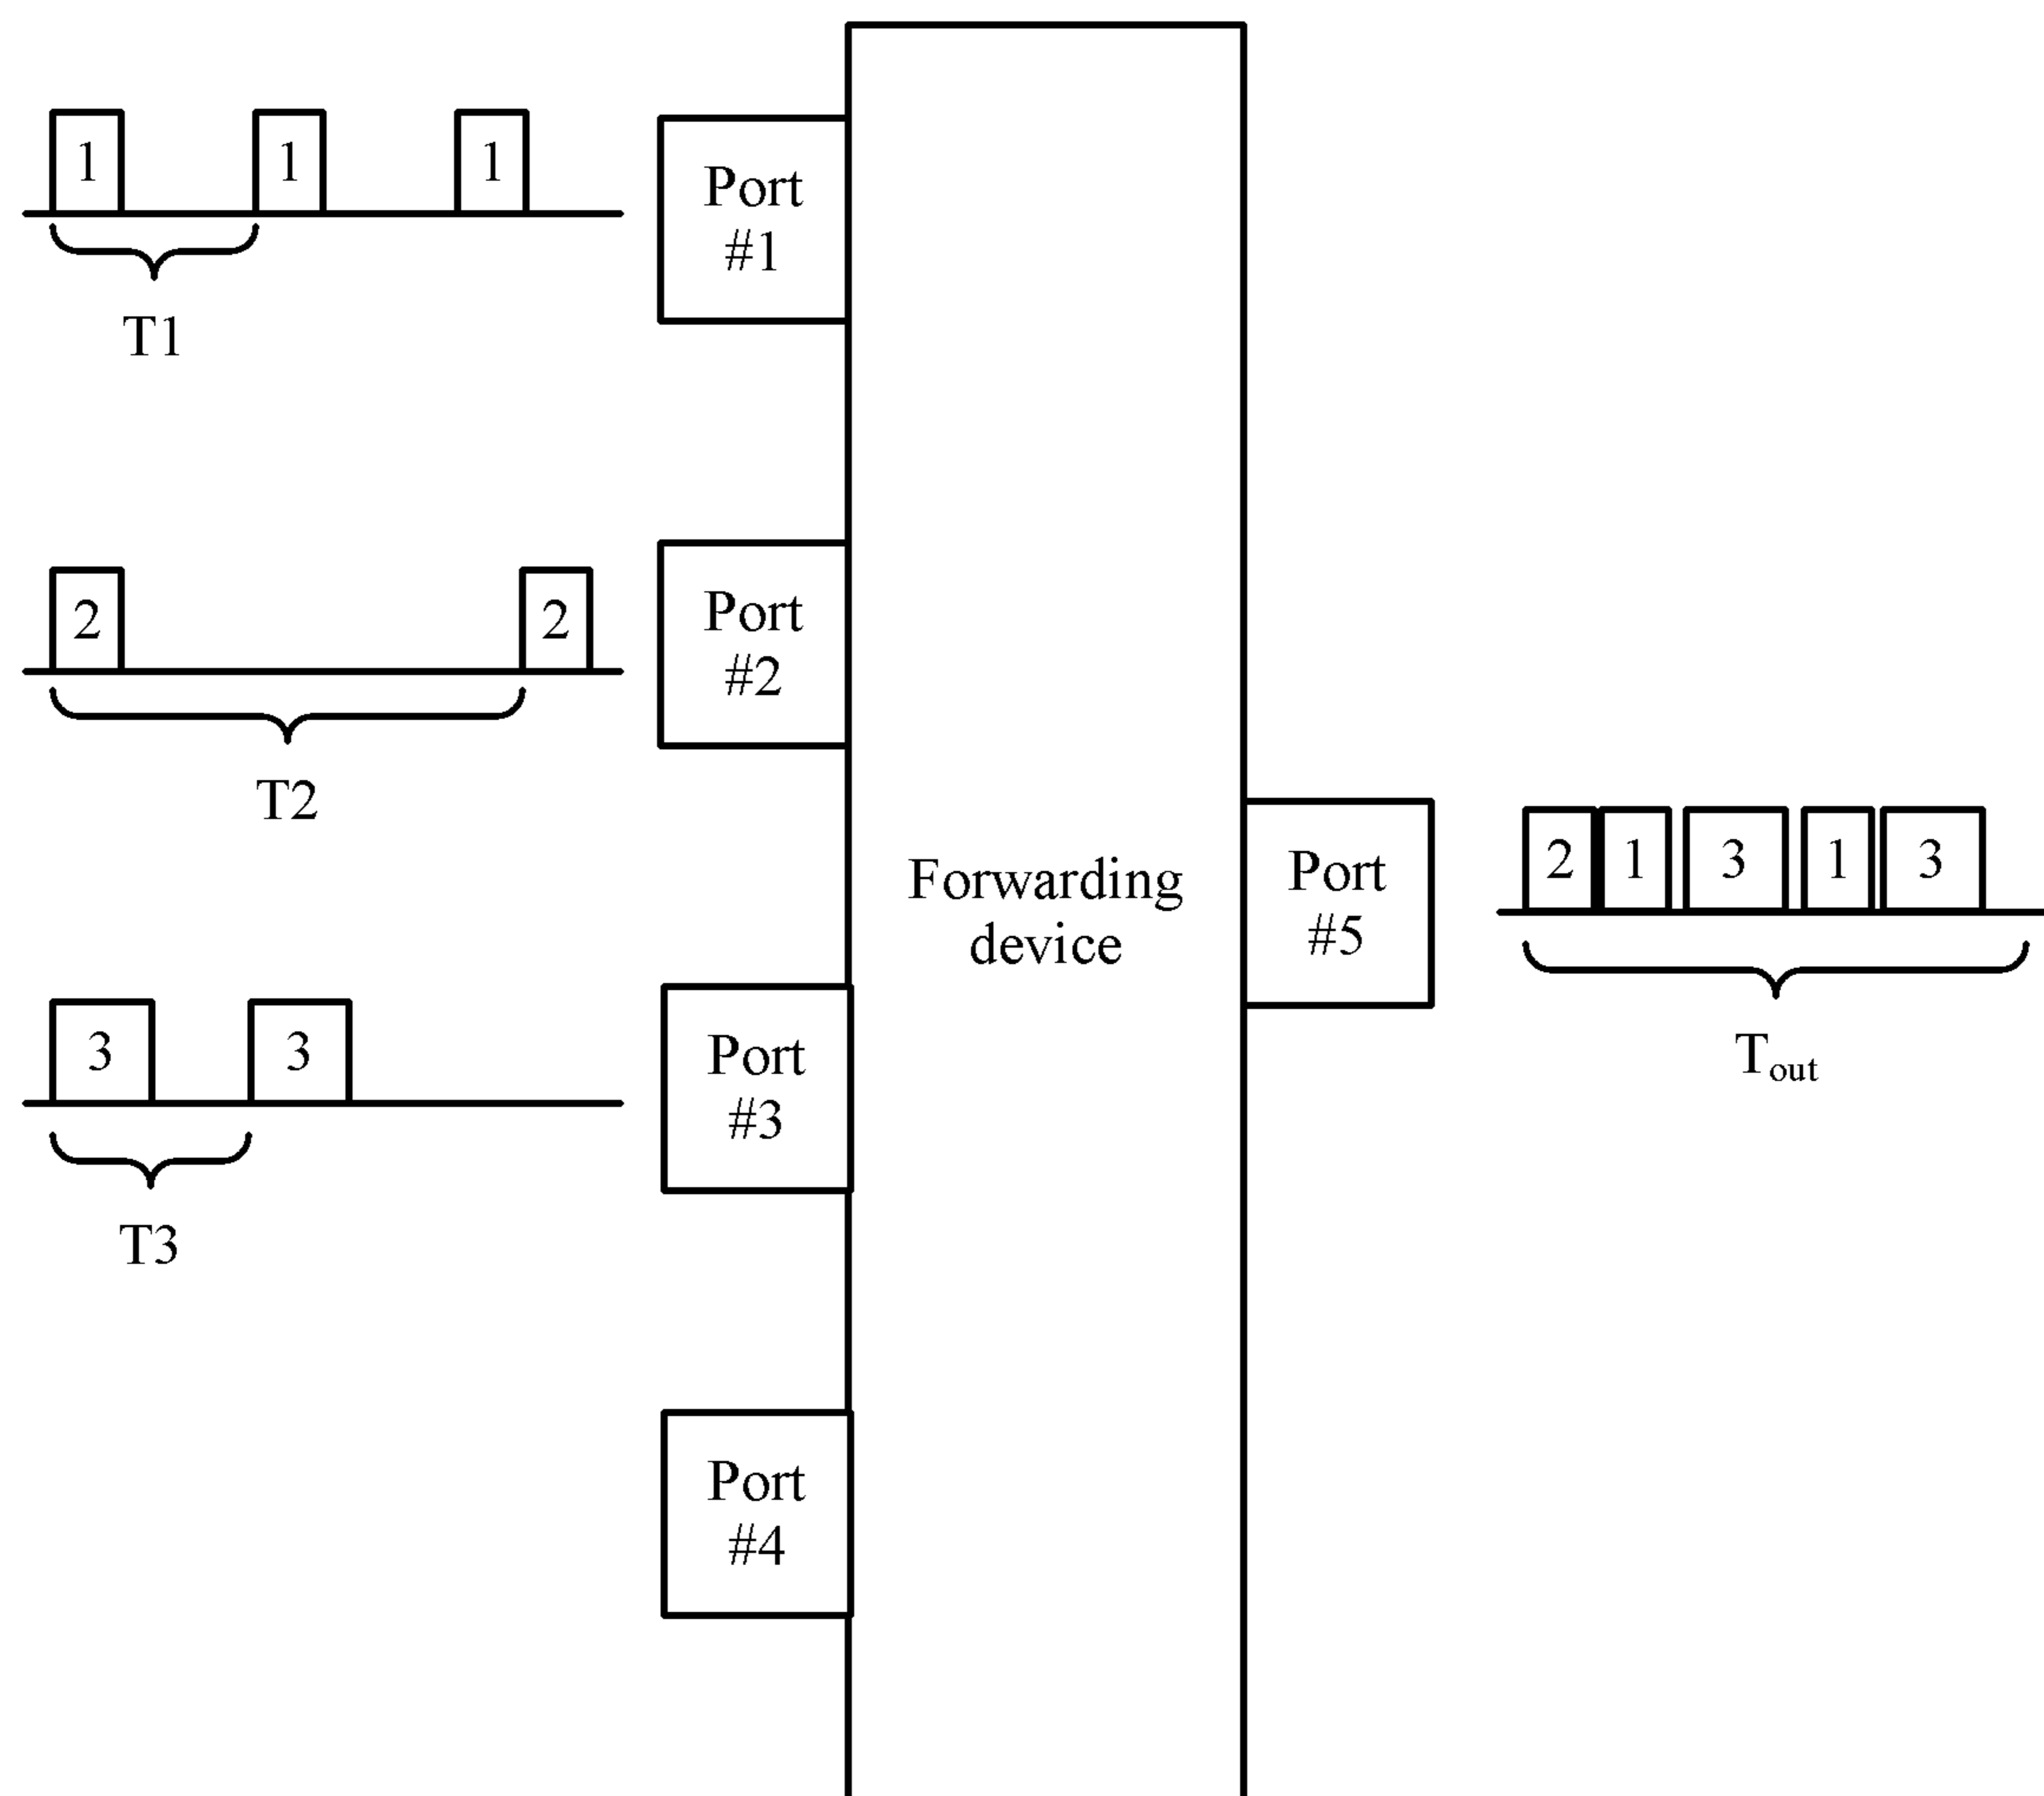 1 1 1
T1
Port
#1
2 2
T2
Port
#2
3 3
T3
Port
#3
Port
#4
Forwarding
device
Port
#5
2 1 3 1 3
Tout